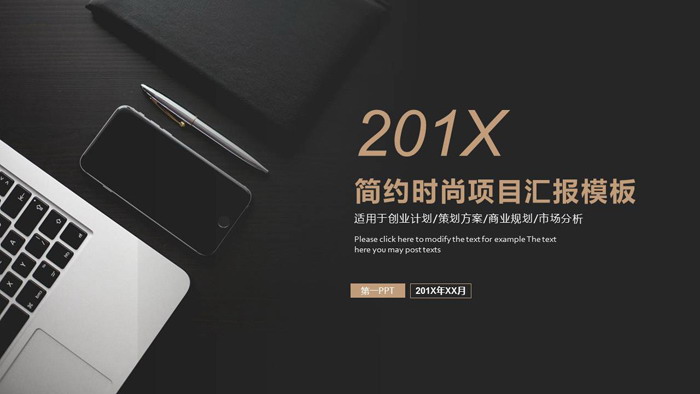 201X
简约时尚项目汇报模板
适用于创业计划/策划方案/商业规划/市场分析
Please click here to modify the text for example The text
here you may post texts
第一PPT
201X年XX月